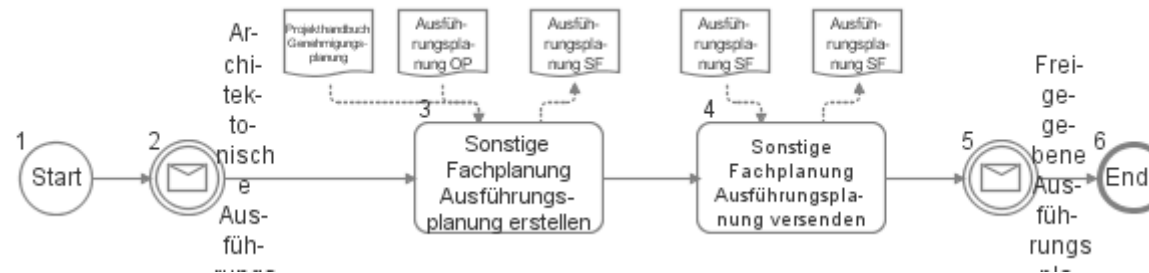 1
Start
2
Ar-
chi-
tek-
to-
nisch
e
Aus-
füh-
rungs
Projekthandbuch
Genehmigungs-
planung
Ausfüh-
rungspla-
nung OP
Ausfüh-
rungspla-
nung SF
3
Sonstige
Fachplanung
Ausführungs-
planung erstellen
Ausfüh-
rungspla-
nung SF
Ausfüh-
rungspla-
nung SF
4
Sonstige
Fachplanung
Ausführungspla-
nung versenden
5
Frei-
ge-
ge-
bene
Aus-
füh-
rungs
pla-
6
End